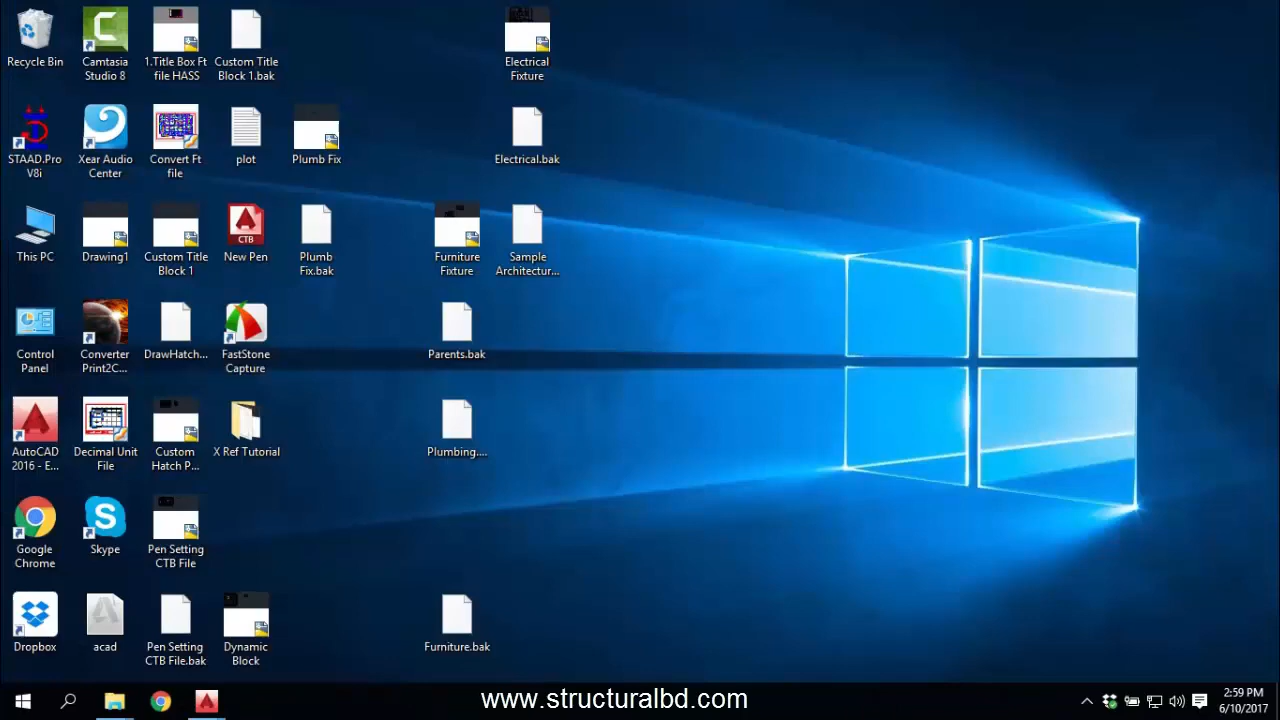 Recycle Bin
Camtasia
Studio 8
1.Title Box Ft
file HASS
Custom Title
Block 1.bak
Electrical
Fixture
STAAD.Pro
V8i
Xear Audio
Center
Convert Ft
file
plot
Plumb Fix
Electrical.bak
This PC
Drawing1
Custom Title
Block 1
CTB
New Pen
Plumb
Fix.bak
Furniture
Fixture
Sample
Architectur...
Control
Panel
Converter
Print2C...
DrawHatch...
FastStone
Capture
Parents.bak
AutoCAD
2016 - E...
Decimal Unit
File
Custom
Hatch P...
X Ref Tutorial
Plumbing....
Google
Chrome
Skype
Pen Setting
CTB File
Dropbox
acad
Pen Setting
CTB File.bak
Dynamic
Block
Furniture.bak
www.structuralbd.com
2:59 PM
6/10/2017